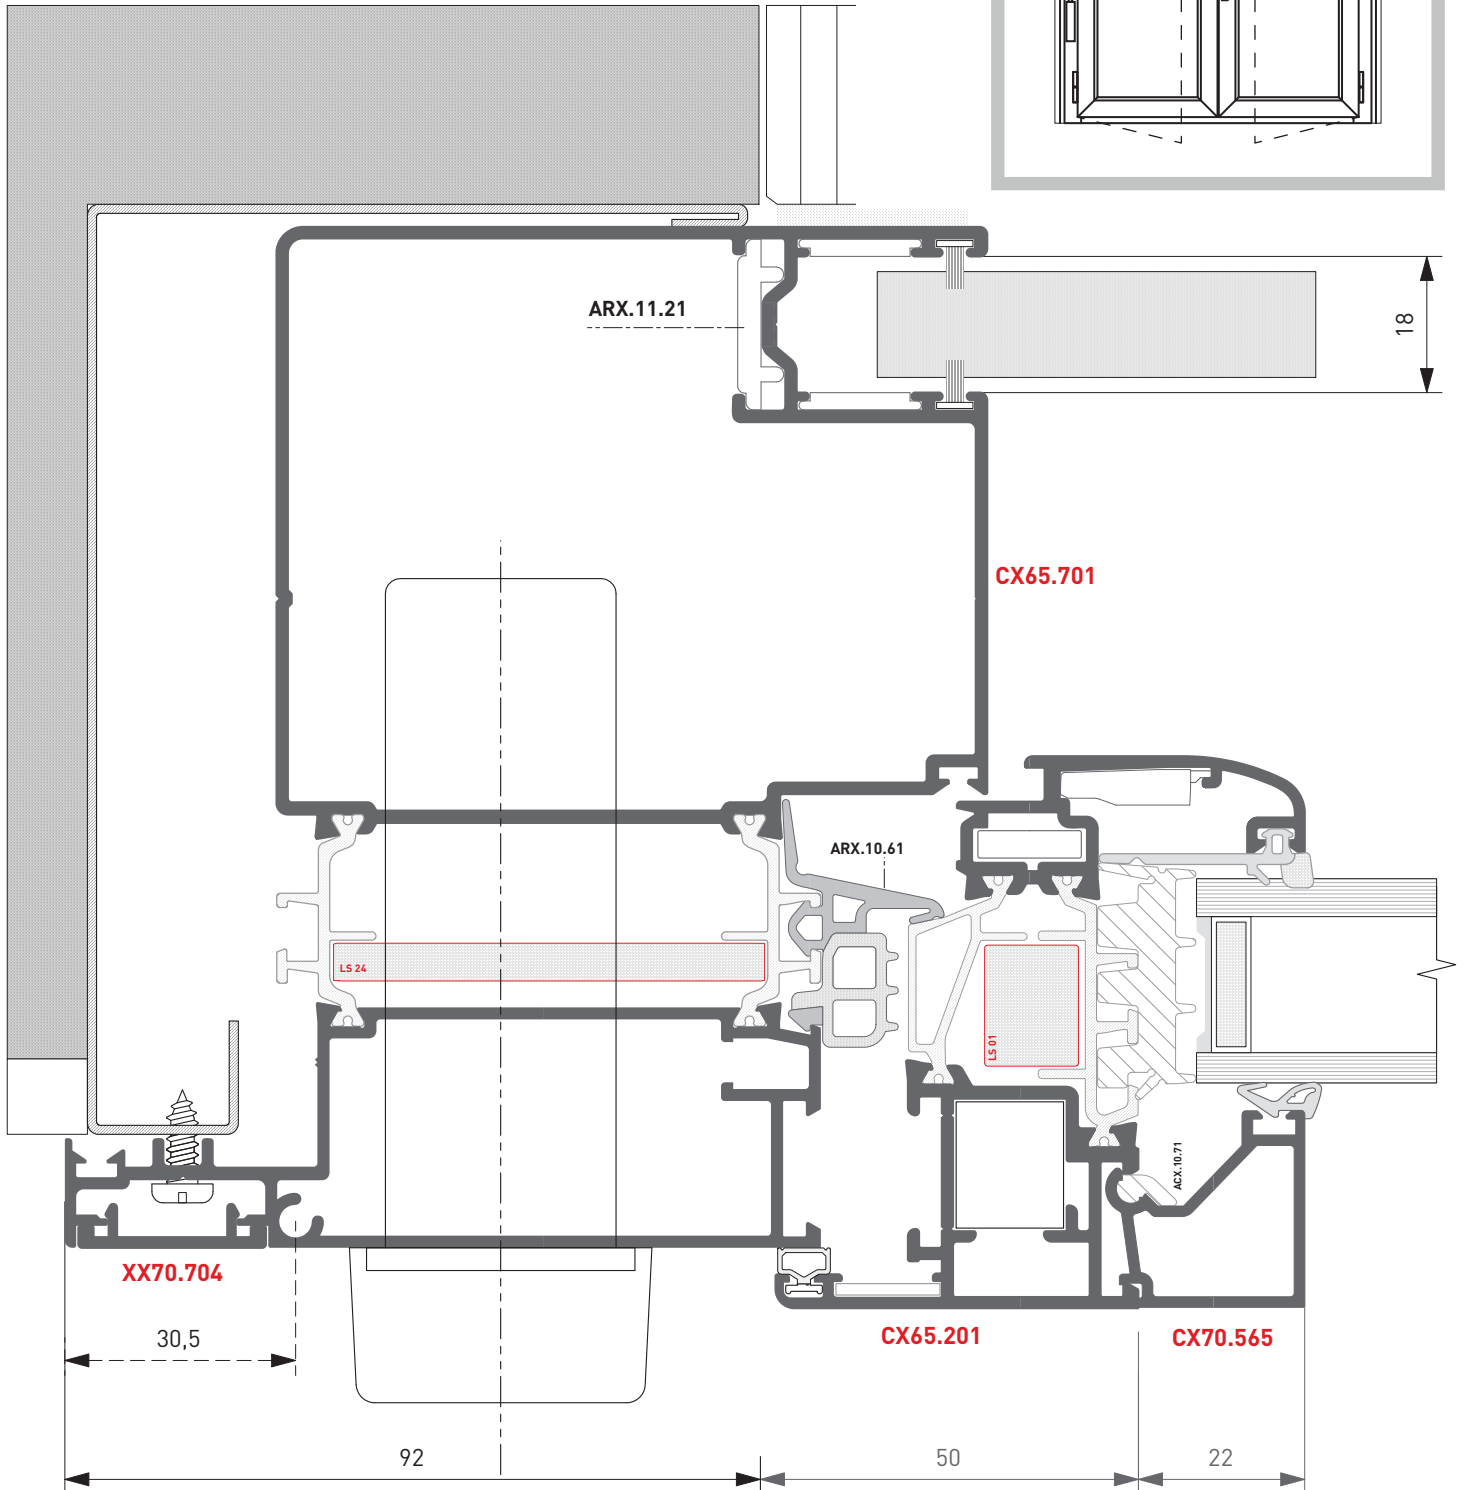 ARX.11.21
18
CX65.701
ARX.10.61
LS 24
LS 01
ACX.10.71
XX70.704
30,5
CX65.201
CX70.565
92
50
22